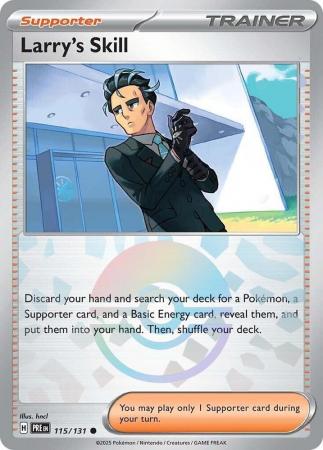 Supporter
TRAINER
Larry's Skill
Discard your hand and search your deck for a Pokémon, a
Supporter card, and a Basic Energy card, reveal them, and
put them into your hand. Then, shuffle your deck.
Illus. hncl
H PRE EN 115/131 ●
You may play only 1 Supporter card during
your turn.
©2025 Pokémon / Nintendo / Creatures / GAME FREAK